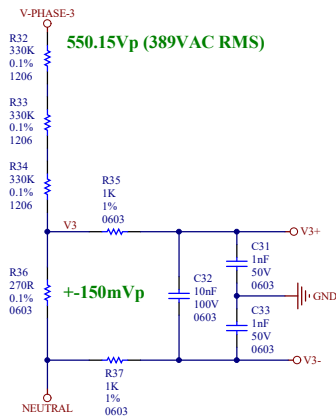 V-PHASE-3
550.15Vp (389VAC RMS)
R32
330K
0.1%
1206
R33
330K
0.1%
1206
R34
330K
0.1%
1206
R35
1K
1%
0603
V3
V3+
C31
1nF
50V
0603
R36
270R
0.1%
0603
+-150mVp
C32
10nF
100V
0603
GND
C33
1nF
50V
0603
V3-
R37
1K
1%
0603
NEUTRAL